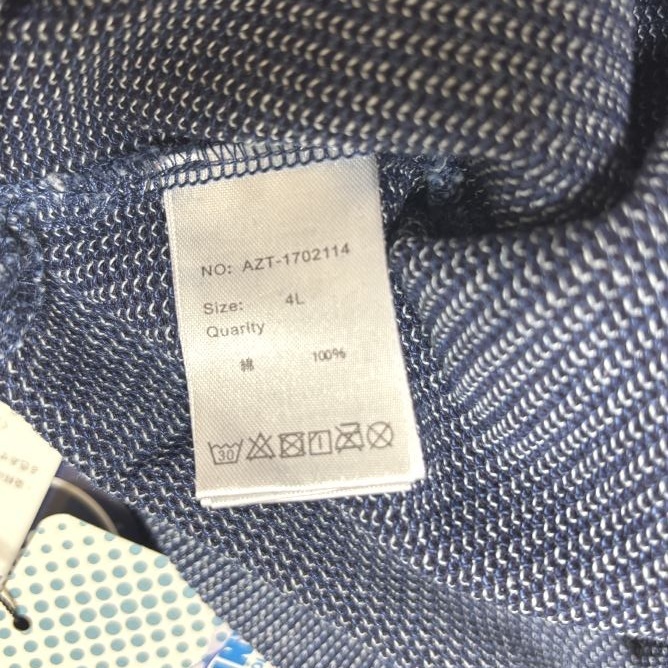 NO: AZT-1702114
Size: 4L
Quarity
綿 100%
30